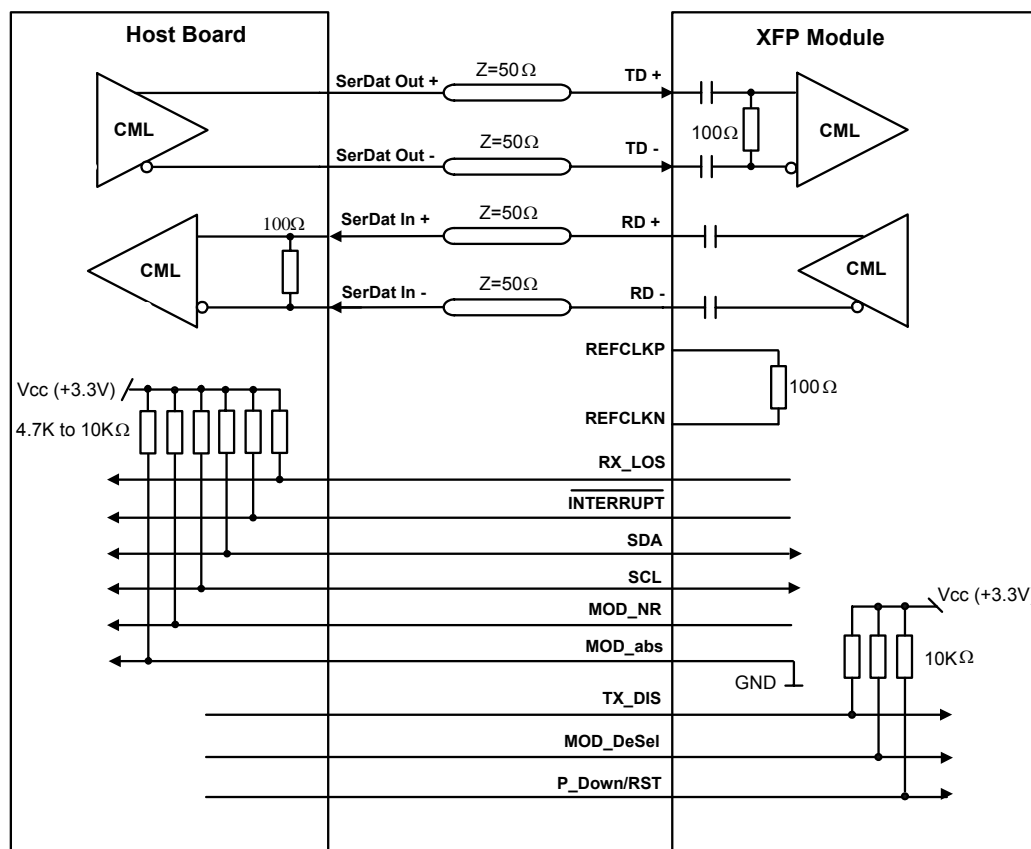 Host Board
XFP Module
SerDat Out +
Z=50Ω
TD +
CML
100Ω
CML
SerDat Out -
Z=50Ω
TD -
100Ω
SerDat In +
Z=50Ω
RD +
CML
CML
SerDat In -
Z=50Ω
RD -
REFCLKP
Vcc (+3.3V)
100Ω
4.7K to 10KΩ
REFCLKN
RX_LOS
INTERRUPT
SDA
SCL
Vcc (+3.3V
MOD_NR
MOD_abs
10KΩ
GND
TX_DIS
MOD_DeSel
P_Down/RST